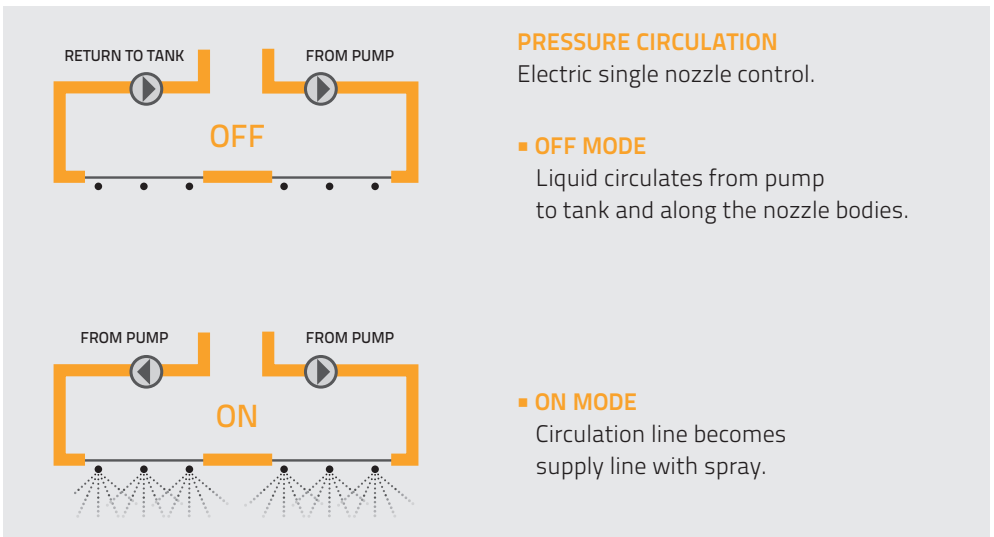 RETURN TO TANK
FROM PUMP
OFF
PRESSURE CIRCULATION
Electric single nozzle control.
▪ OFF MODE
Liquid circulates from pump
to tank and along the nozzle bodies.
FROM PUMP
FROM PUMP
ON
▪ ON MODE
Circulation line becomes
supply line with spray.